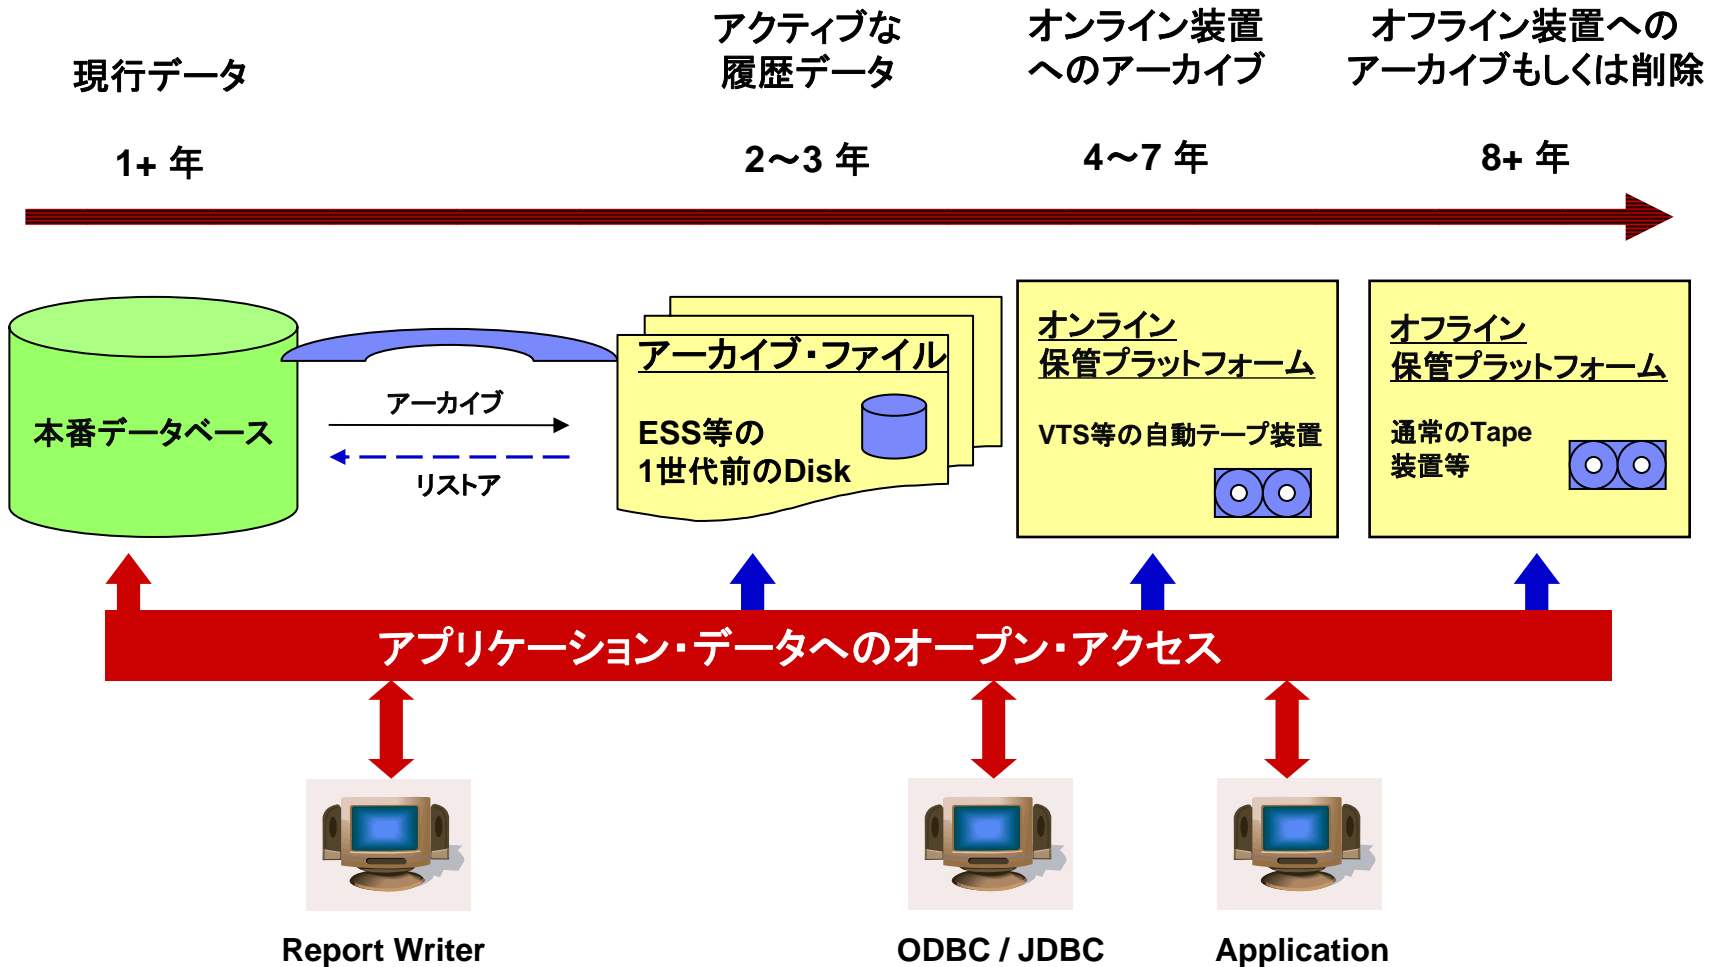 現行データ
アクティブな
履歴データ
オンライン装置
へのアーカイブ
オフライン装置への
アーカイブもしくは削除
1+ 年
2～3 年
4～7 年
8+ 年
本番データベース
アーカイブ
リストア
アーカイブ・ファイル
ESS等の
1世代前のDisk
オンライン
保管プラットフォーム
VTS等の自動テープ装置
オフライン
保管プラットフォーム
通常のTape
装置等
アプリケーション・データへのオープン・アクセス
Report Writer
ODBC / JDBC
Application